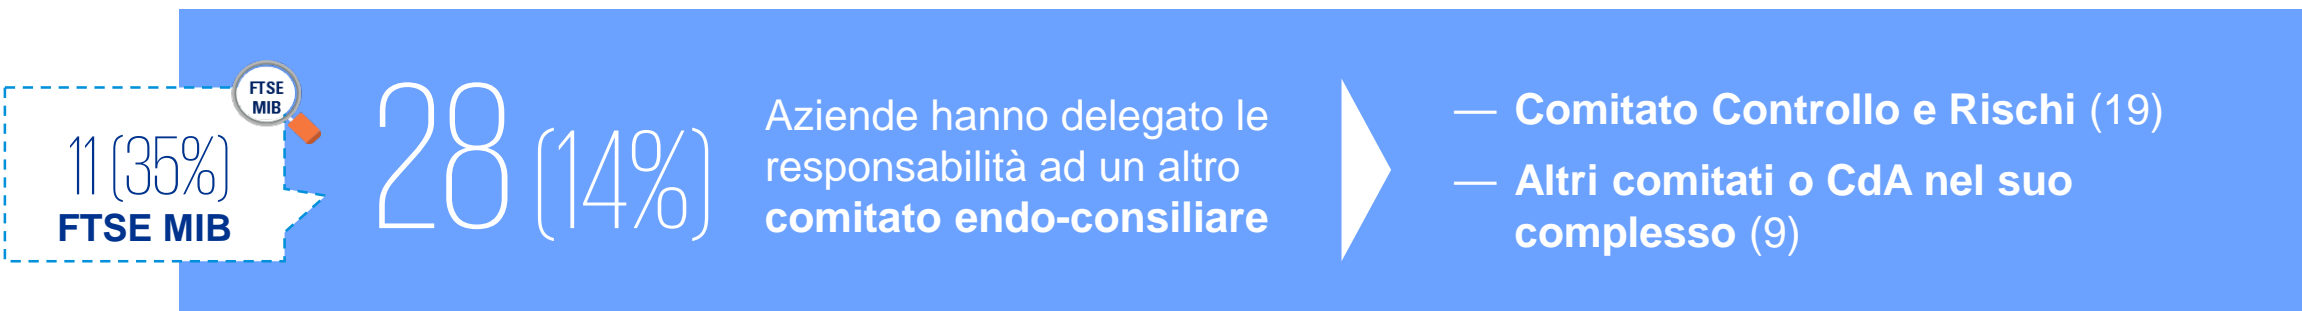 FTSE
MIB
11 (35%)
FTSE MIB
28 (14%)
Aziende hanno delegato le
responsabilità ad un altro
comitato endo-consiliare
— Comitato Controllo e Rischi (19)
— Altri comitati o CdA nel suo
complesso (9)